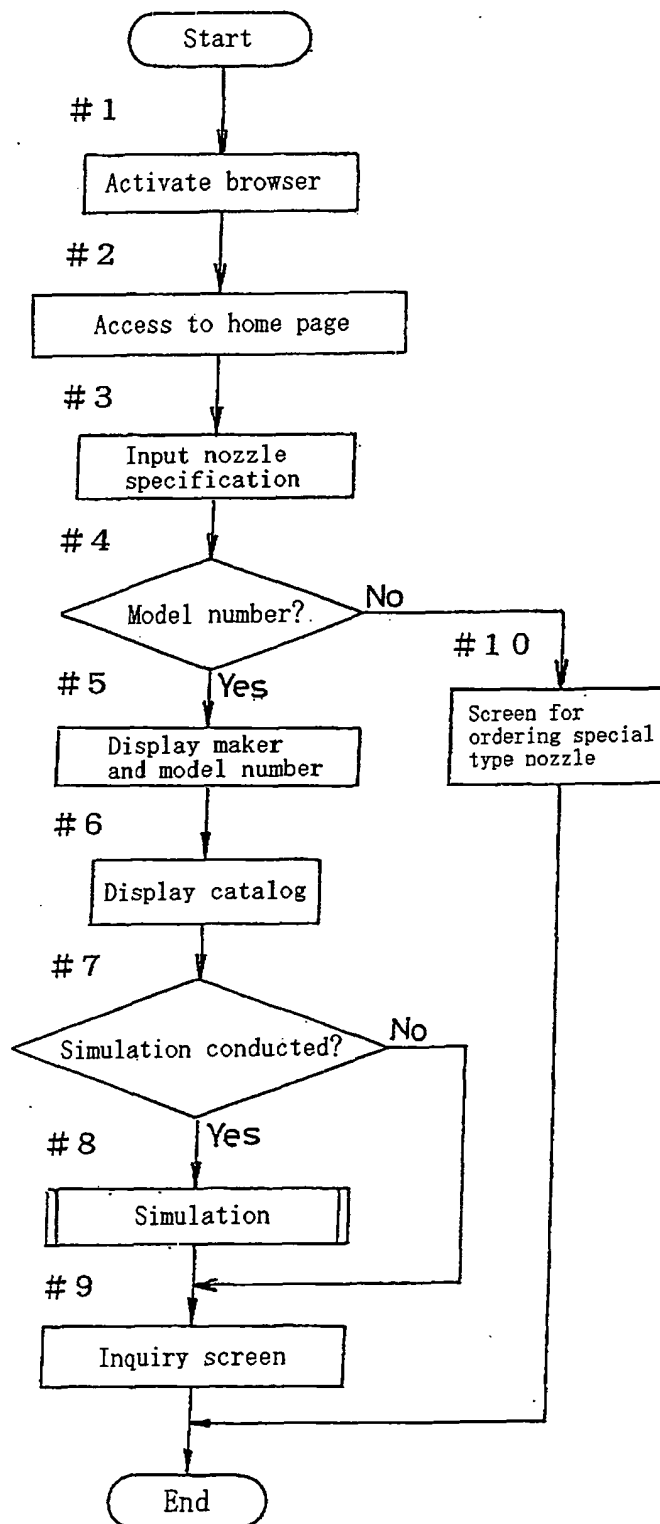 Start
#1
Activate browser
#2
Access to home page
#3
Input nozzle
specification
#4
Model number?
No
#10
#5
Yes
Screen for
ordering special
type nozzle
Display maker
and model number
#6
Display catalog
#7
Simulation conducted?
No
#8
Yes
Simulation
#9
Inquiry screen
End